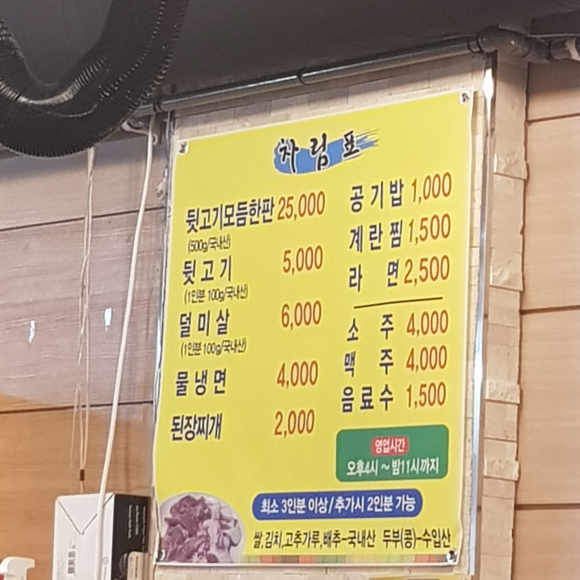 차림표
뒷고기모듬한판 25,000
(500g/국내산)
뒷고기 5,000
(1인분 100g/국내산)
덜미살 6,000
(1인분 100g/국내산)
물냉면 4,000
된장찌개 2,000
공기밥 1,000
계란찜 1,500
라면 2,500
소주 4,000
맥주 4,000
음료수 1,500
영업시간
오후4시 ~ 밤11시까지
최소 3인분 이상 / 추가시 2인분 가능
쌀,김치,고추가루,배추-국내산 두부(콩)-수입산